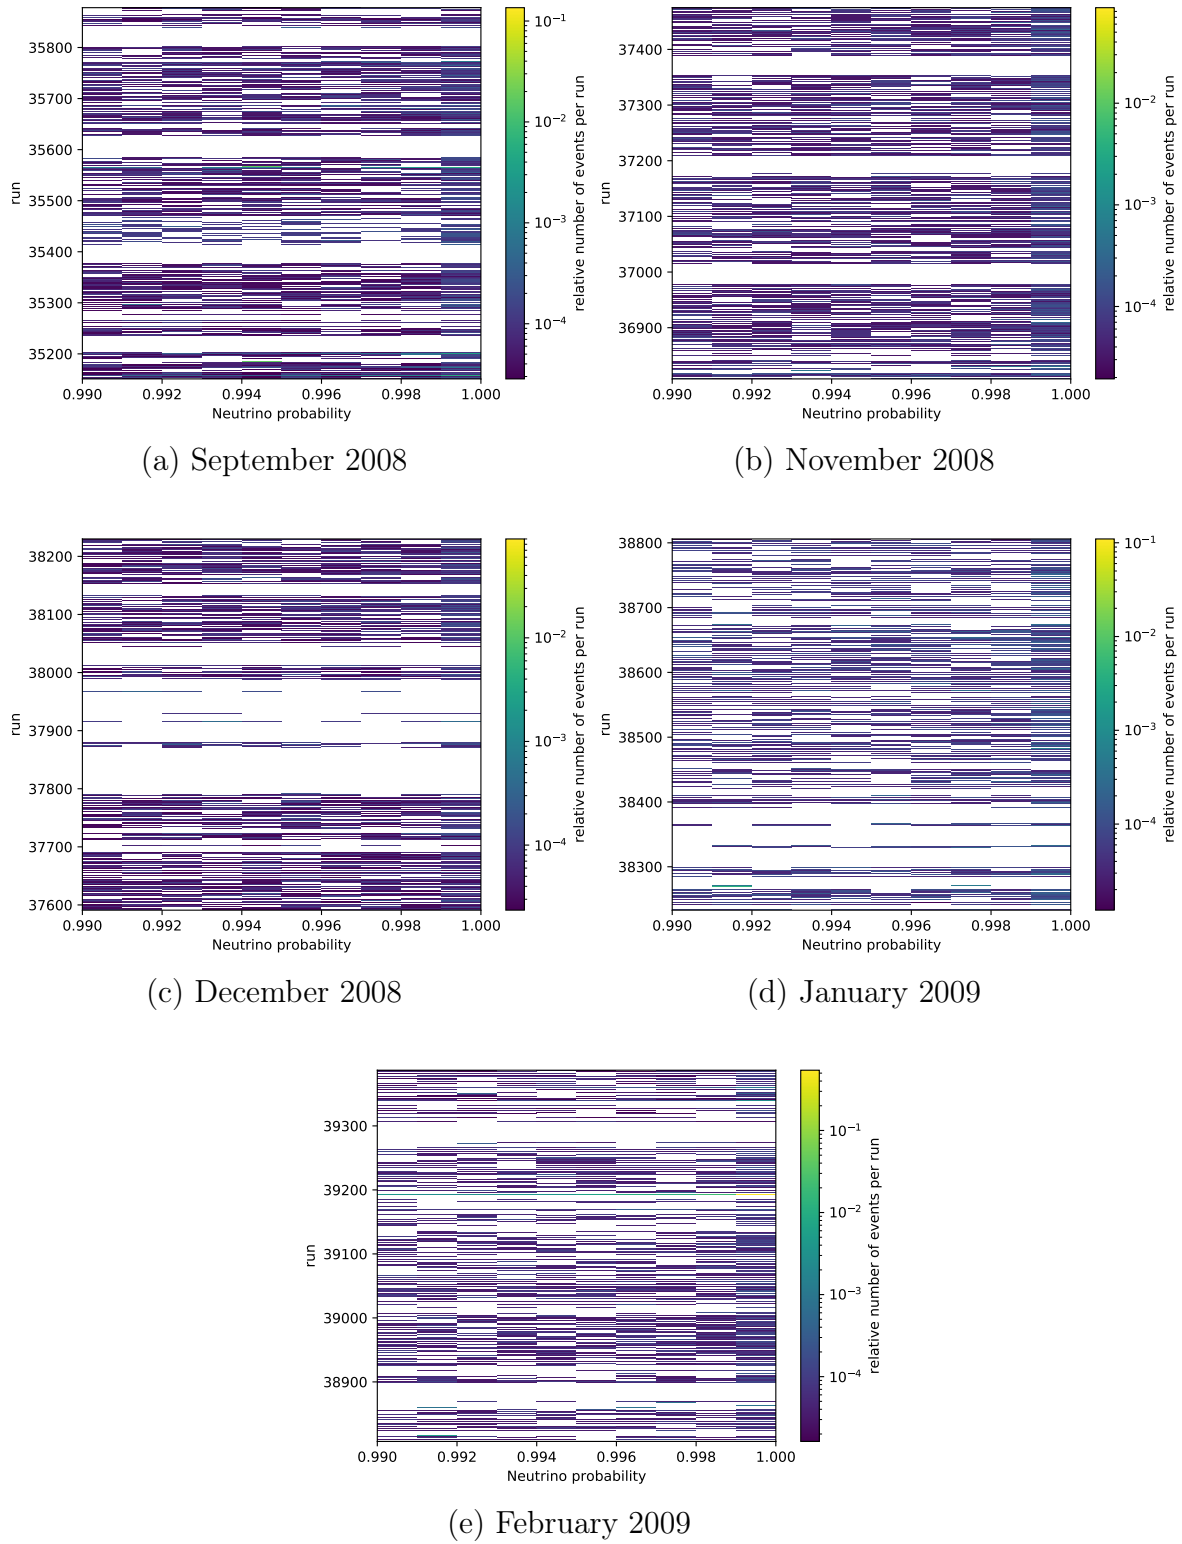 35800
35700
35600
35500
35400
35300
35200
run
0.990 0.992 0.994 0.996 0.998 1.000
Neutrino probability
10⁻¹
10⁻²
10⁻³
10⁻⁴
relative number of events per run
(a) September 2008
37400
37300
37200
37100
37000
36900
run
0.990 0.992 0.994 0.996 0.998 1.000
Neutrino probability
10⁻²
10⁻³
10⁻⁴
relative number of events per run
(b) November 2008
38200
38100
38000
37900
37800
37700
37600
run
0.990 0.992 0.994 0.996 0.998 1.000
Neutrino probability
10⁻²
10⁻³
10⁻⁴
relative number of events per run
(c) December 2008
38800
38700
38600
38500
38400
38300
run
0.990 0.992 0.994 0.996 0.998 1.000
Neutrino probability
10⁻¹
10⁻²
10⁻³
10⁻⁴
relative number of events per run
(d) January 2009
39300
39200
39100
39000
38900
run
0.990 0.992 0.994 0.996 0.998 1.000
Neutrino probability
10⁻¹
10⁻²
10⁻³
10⁻⁴
relative number of events per run
(e) February 2009